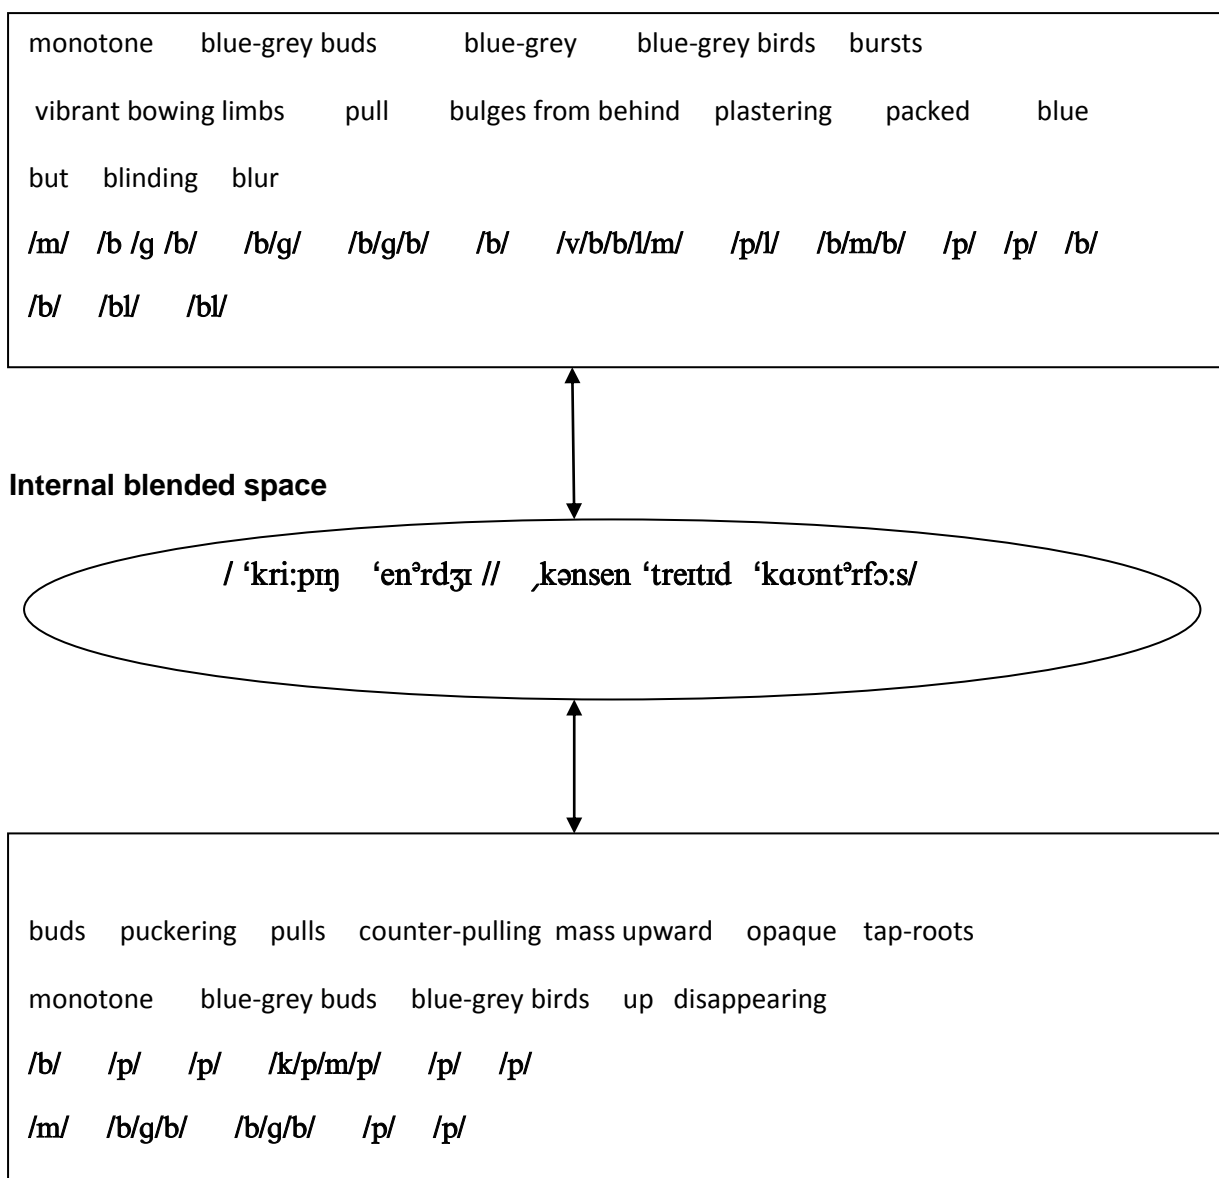 monotone blue-grey buds blue-grey blue-grey birds bursts
vibrant bowing limbs pull bulges from behind plastering packed blue
but blinding blur
/m/ /b /g /b/ /b/g/ /b/g/b/ /b/ /v/b/b/l/m/ /p/l/ /b/m/b/ /p/ /p/ /b/
/b/ /bl/ /bl/
Internal blended space
/ ‘kri:pɪŋ ‘enᵊrdʒɪ // ˏkənsen ‘treɪtɪd ‘kaʊntᵊrfɔ:s/
buds puckering pulls counter-pulling mass upward opaque tap-roots
monotone blue-grey buds blue-grey birds up disappearing
/b/ /p/ /p/ /k/p/m/p/ /p/ /p/
/m/ /b/g/b/ /b/g/b/ /p/ /p/